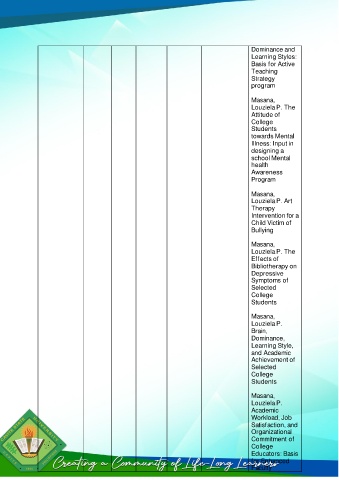 Dominance and
Learning Styles:
Basis for Active
Teaching
Strategy
program
Masana,
Louziela P. The
Attitude of
College
Students
towards Mental
Illness: Input in
designing a
school Mental
health
Awareness
Program
Masana,
Louziela P. Art
Therapy
Intervention for a
Child Victim of
Bullying
Masana,
Louziela P. The
Effects of
Bibliotherapy on
Depressive
Symptoms of
Selected
College
Students
Masana,
Louziela P.
Brain,
Dominance,
Learning Style,
and Academic
Achievement of
Selected
College
Students
Masana,
Louziela P.
Academic
Workload, Job
Satisfaction, and
Organizational
Commitment of
College
Educators: Basis
Creating a Community of Life-Long Learners